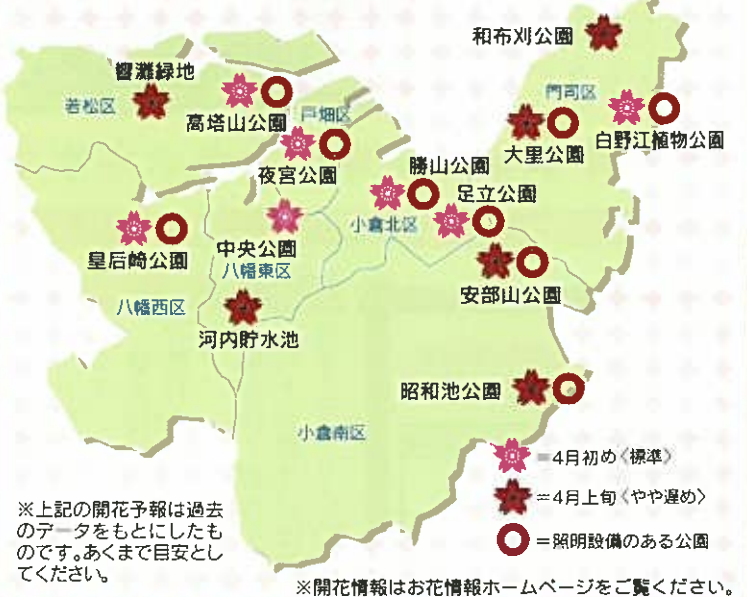 和布刈公園
響灘緑地
若松区
高塔山公園
戸畑区
門司区
白野江植物公園
大里公園
夜宮公園
勝山公園
足立公園
小倉北区
皇后崎公園
中央公園
八幡東区
安部山公園
八幡西区
河内貯水池
昭和池公園
小倉南区
=4月初め〈標準〉
=4月上旬〈やや遅め〉
=照明設備のある公園
※上記の開花予報は過去
のデータをもとにしたも
のです。あくまで目安とし
てください。
※開花情報はお花情報ホームページをご覧ください。